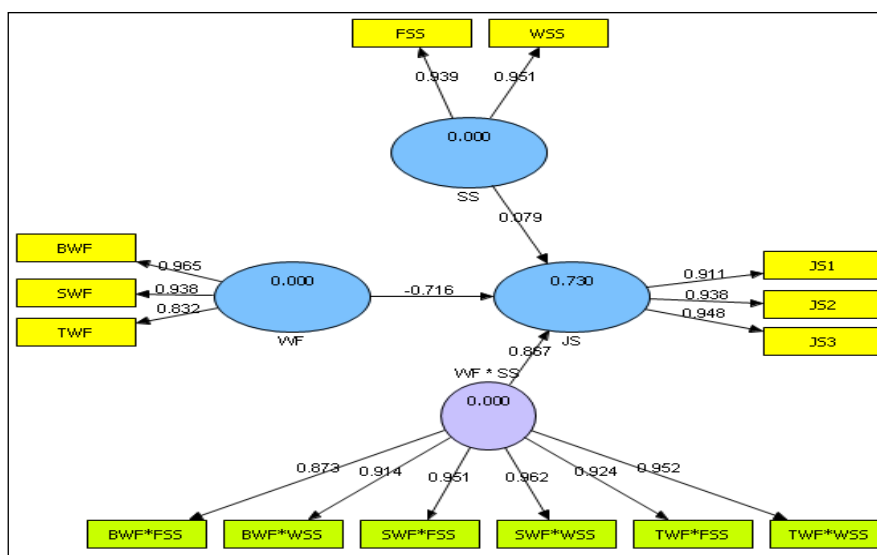 FSS
WSS
0.939
0.951
0.000
SS
0.079
BWF
SWF
TWF
0.965
0.938
0.832
0.000
WF
-0.716
0.730
JS
0.911
0.938
0.948
JS1
JS2
JS3
0.867
WF * SS
0.000
0.873
0.914
0.951
0.962
0.924
0.952
BWF*FSS
BWF*WSS
SWF*FSS
SWF*WSS
TWF*FSS
TWF*WSS